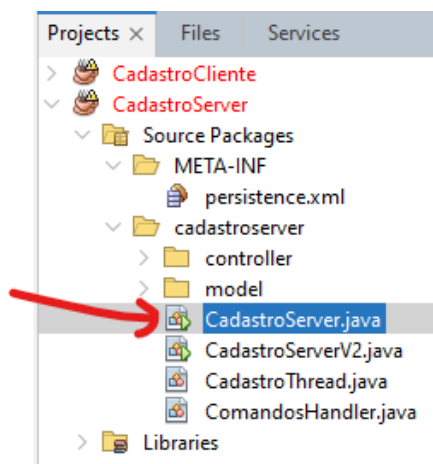 Projects × Files Services
CadastroCliente
CadastroServer
Source Packages
META-INF
persistence.xml
cadastroserver
controller
model
CadastroServer.java
CadastroServerV2.java
CadastroThread.java
ComandosHandler.java
Libraries